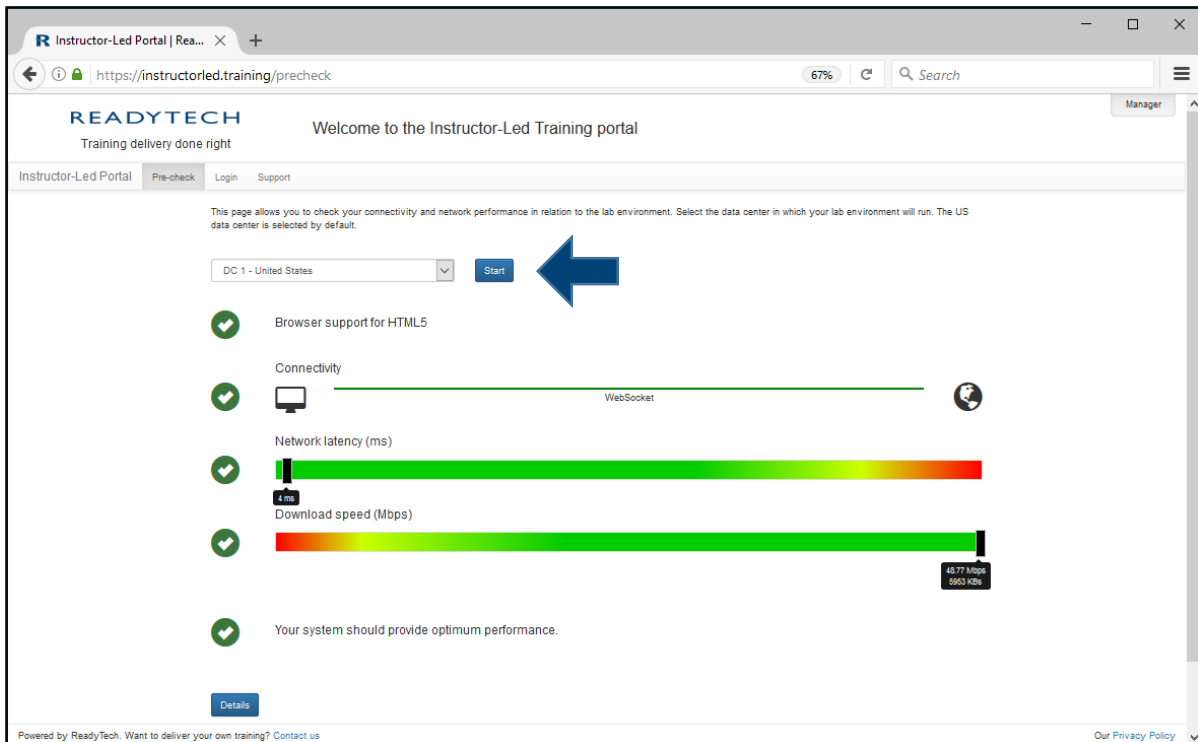 R Instructor-Led Portal | Rea...
https://instructorled.training/precheck
67%
Search
Manager
READYTECH
Training delivery done right
Welcome to the Instructor-Led Training portal
Instructor-Led Portal
Pre-check
Login
Support
This page allows you to check your connectivity and network performance in relation to the lab environment. Select the data center in which your lab environment will run. The US
data center is selected by default.
DC 1 - United States
Start
Browser support for HTML5
Connectivity
WebSocket
Network latency (ms)
4 ms
Download speed (Mbps)
48.77 Mbps
5953 KBs
Your system should provide optimum performance.
Details
Powered by ReadyTech. Want to deliver your own training? Contact us
Our Privacy Policy